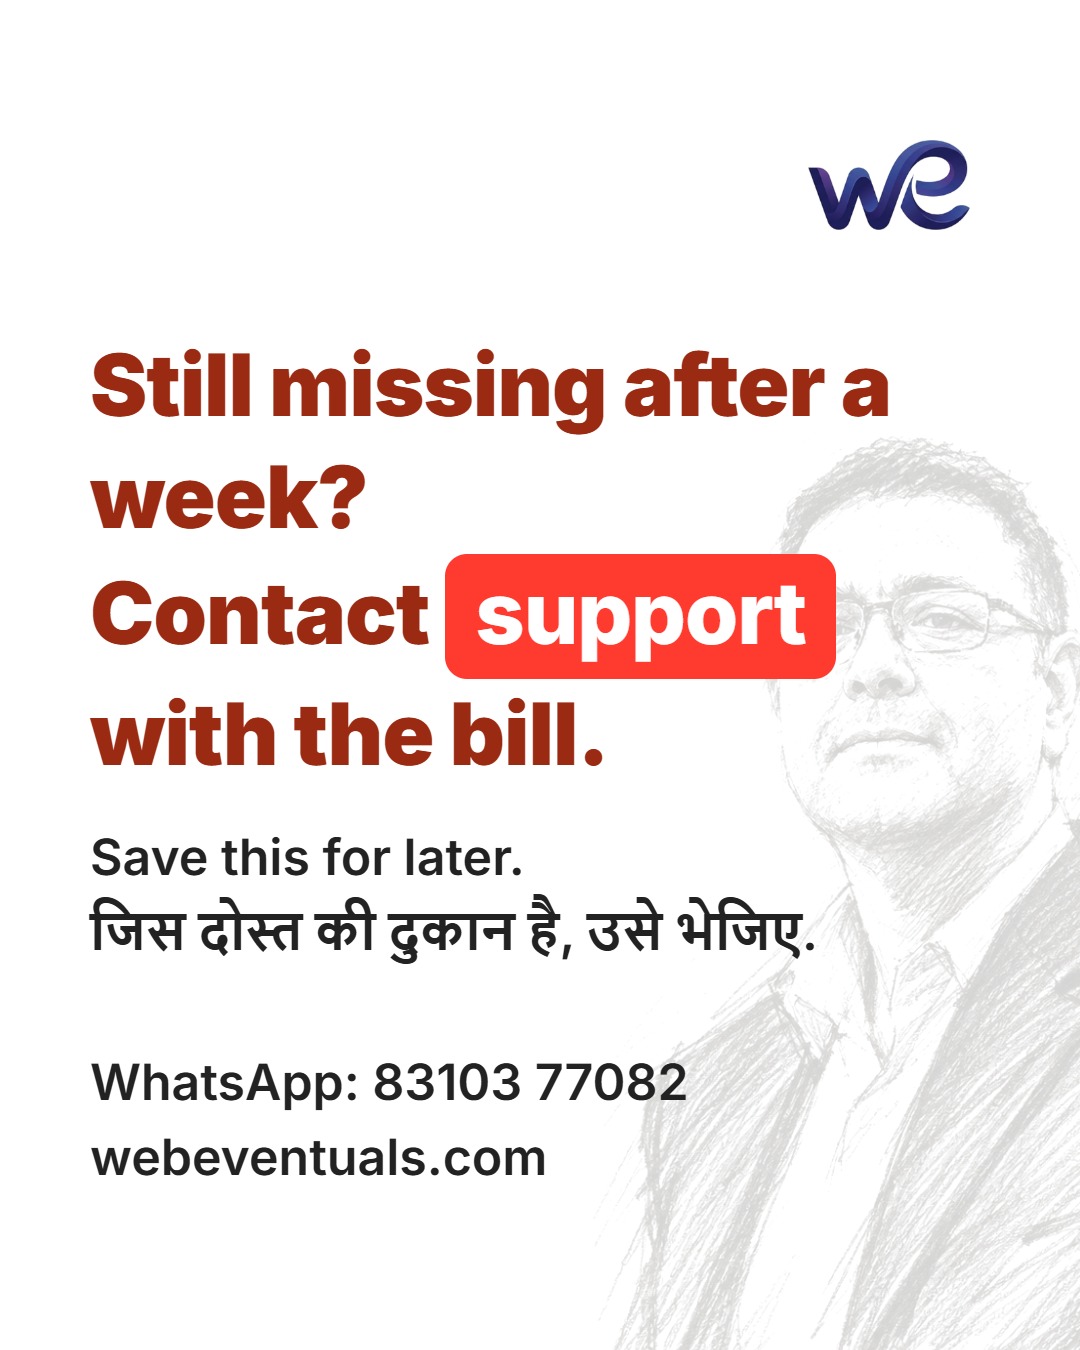 we
Still missing after a
week?
Contact support
with the bill.
Save this for later.
जिस दोस्त की दुकान है, उसे भेजिए.
WhatsApp: 83103 77082
webeventuals.com